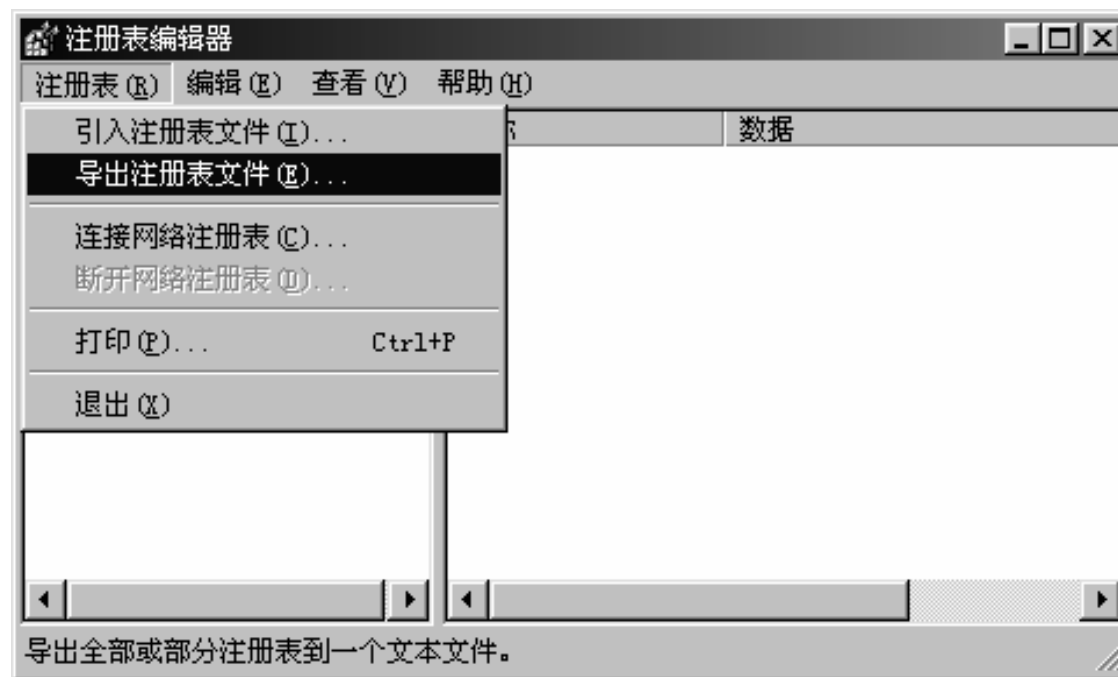 注册表编辑器
注册表(R) 编辑(E) 查看(V) 帮助(H)
数据
引入注册表文件(I)...
导出注册表文件(E)...
连接网络注册表(C)...
断开网络注册表(D)...
打印(P)... Ctrl+P
退出(X)
导出全部或部分注册表到一个文本文件。